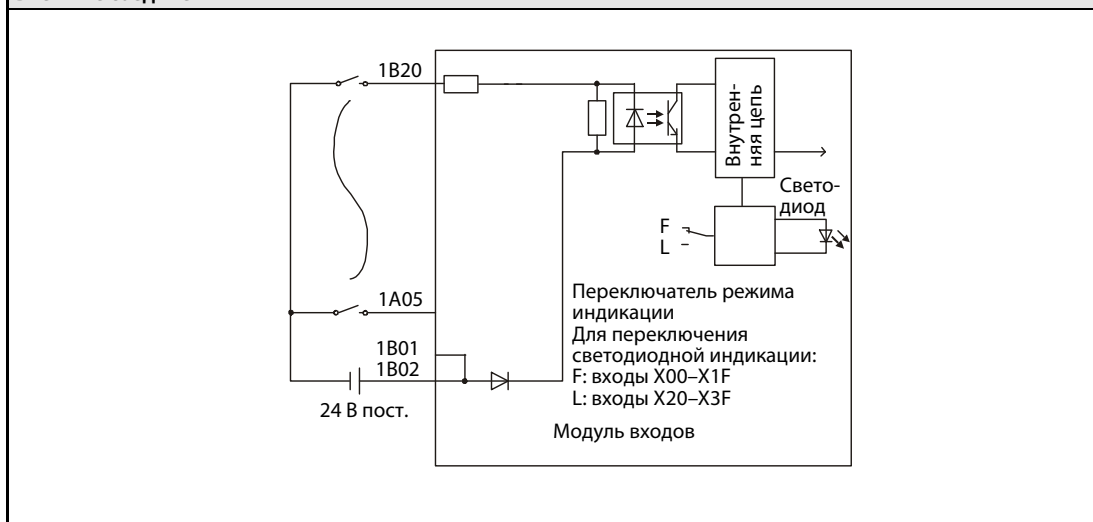 1B20
Внутрен-
няя цепь
Свето-
диод
F
L
1A05
Переключатель режима
индикации
Для переключения
светодиодной индикации:
F: входы X00–X1F
L: входы X20–X3F
1B01
1B02
24 В пост.
Модуль входов